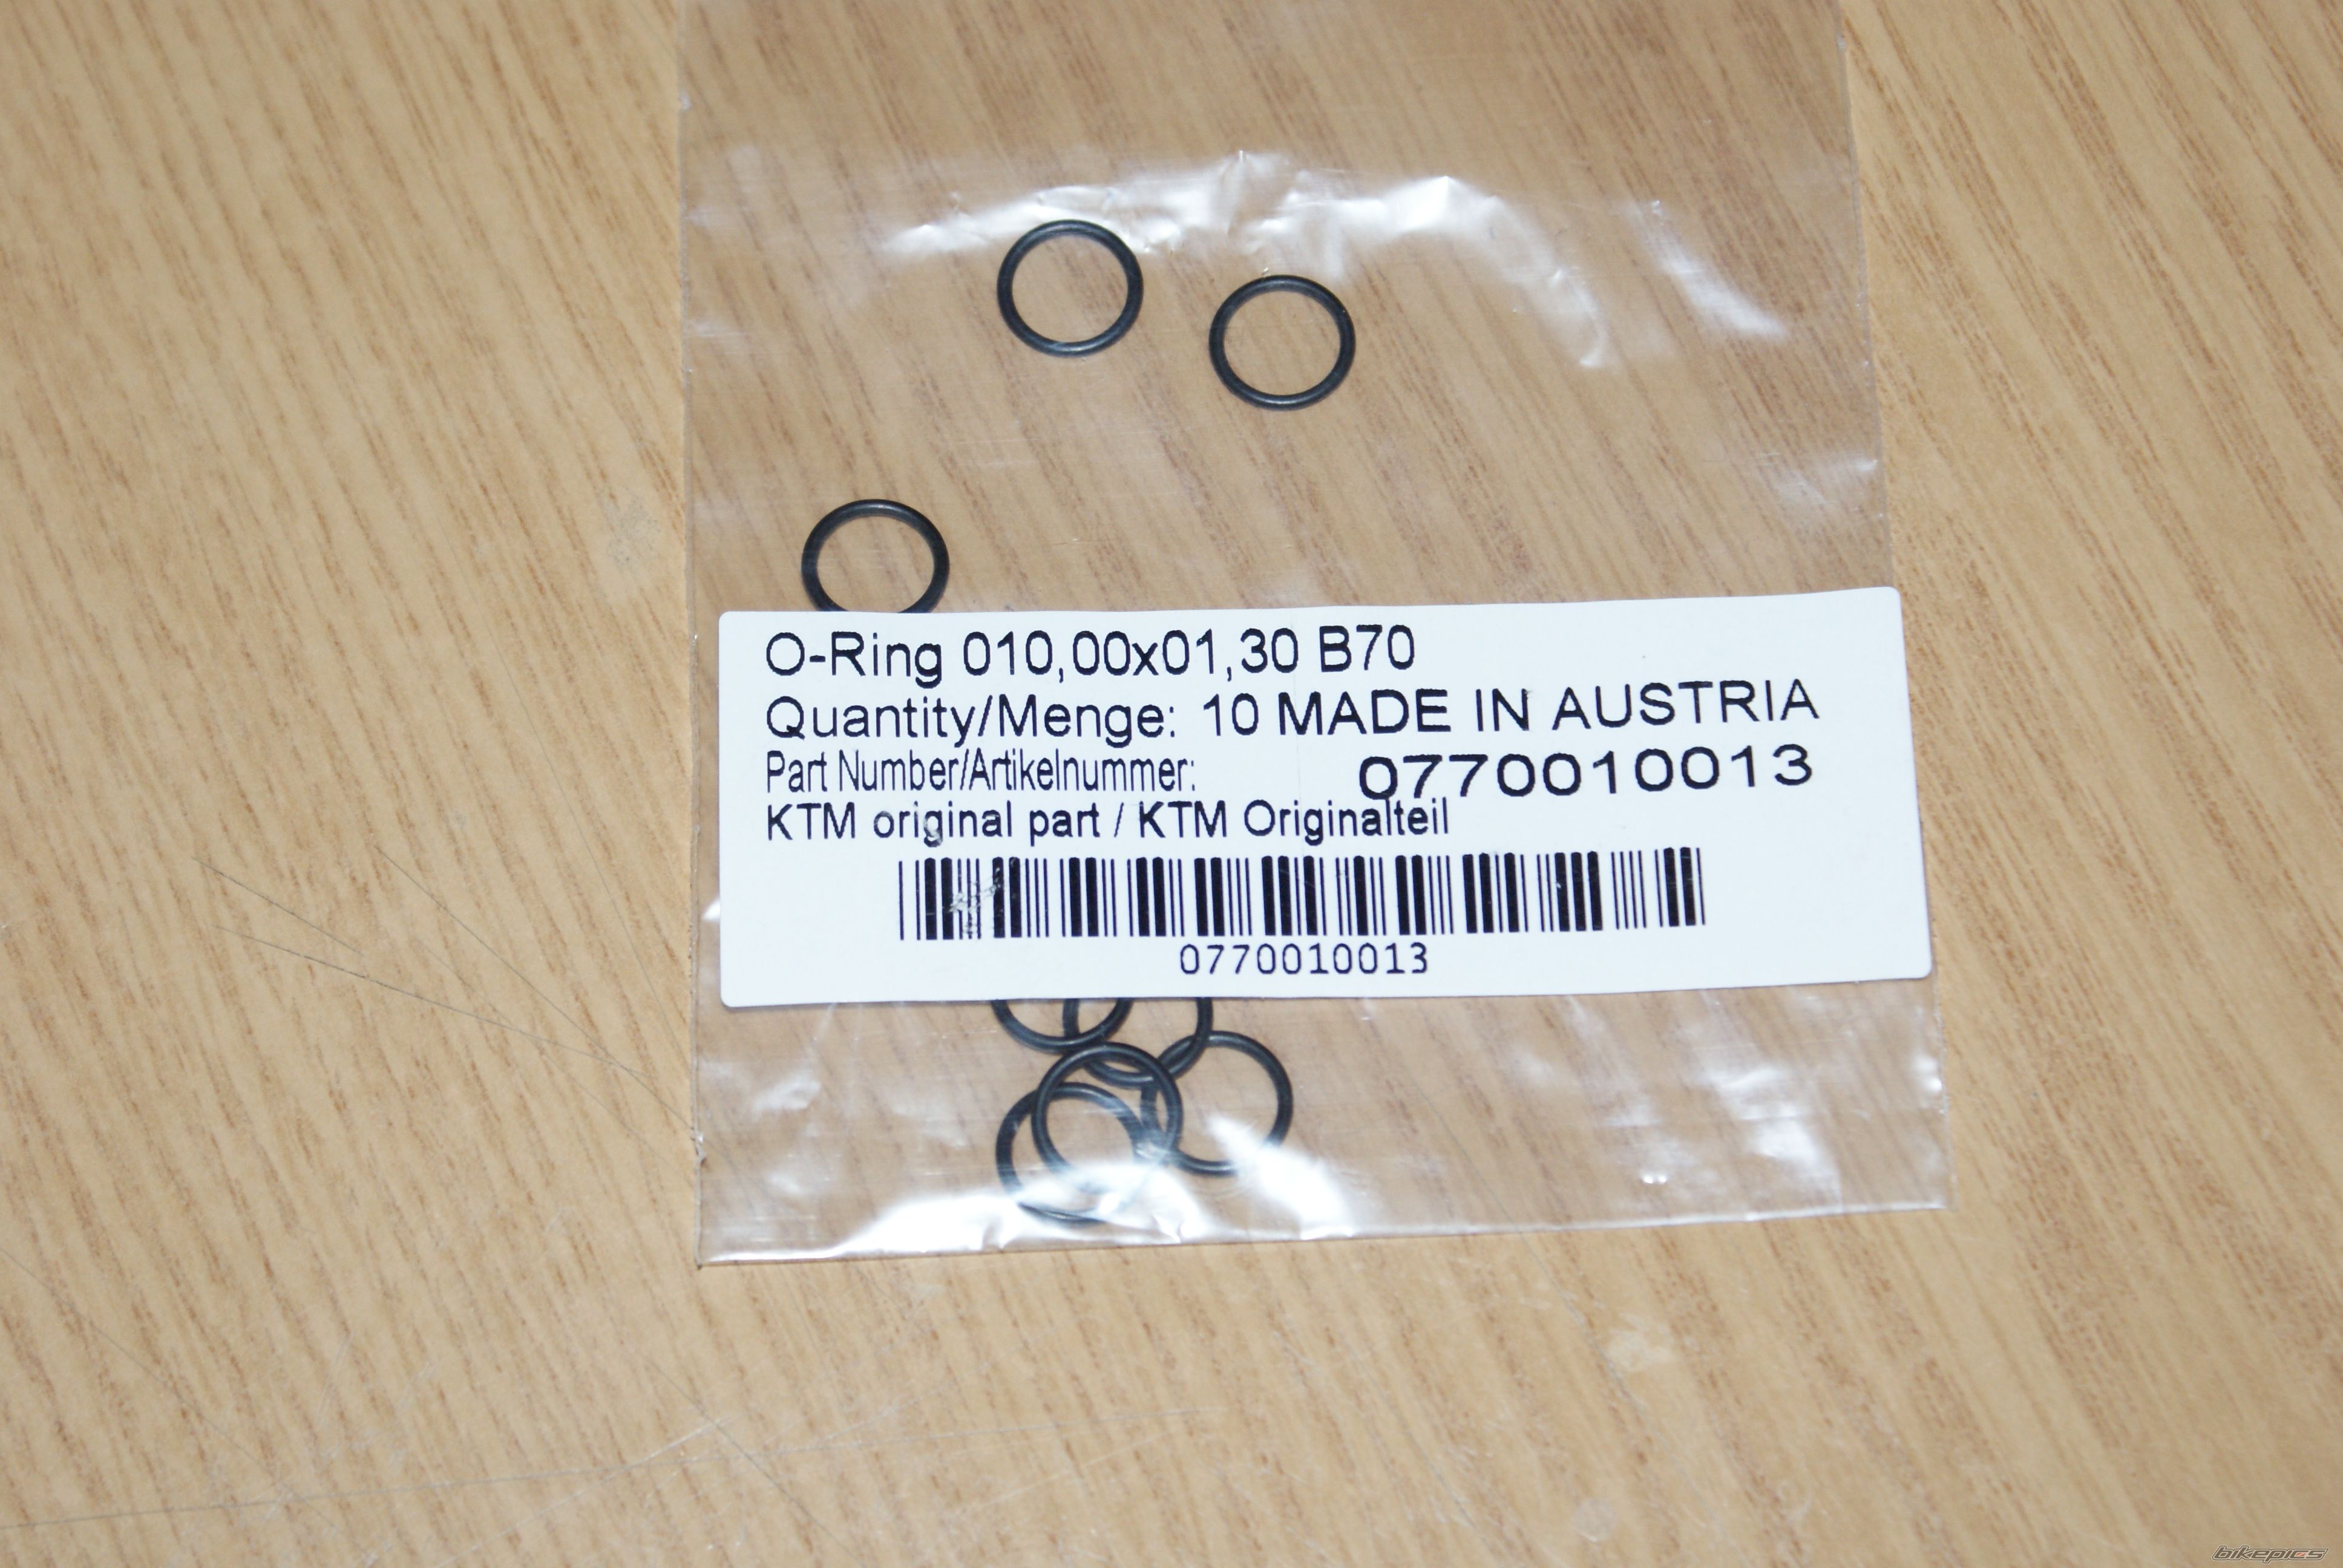 O-Ring 010,00x01,30 B70
Quantity/Menge: 10 MADE IN AUSTRIA
Part Number/Artikelnummer: 0770010013
KTM original part / KTM Originalteil
0770010013
bikepics